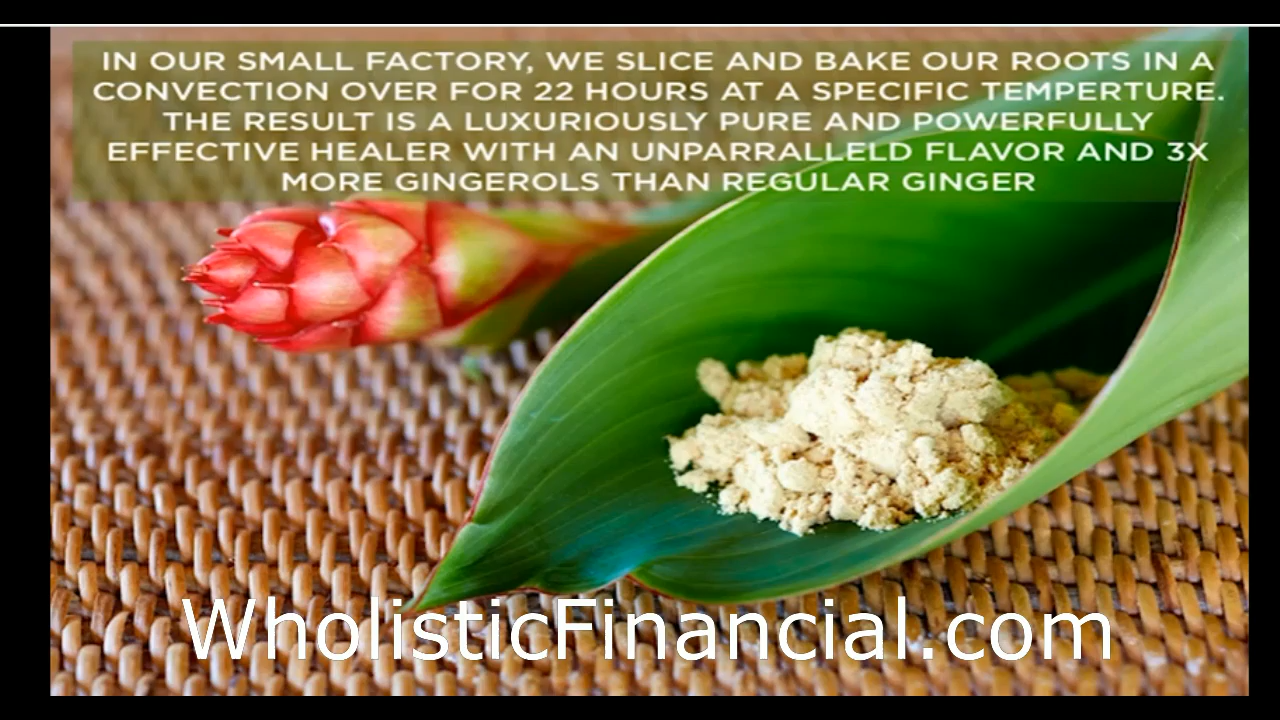 IN OUR SMALL FACTORY, WE SLICE AND BAKE OUR ROOTS IN A
CONVECTION OVER FOR 22 HOURS AT A SPECIFIC TEMPERTURE.
THE RESULT IS A LUXURIOUSLY PURE AND POWERFULLY
EFFECTIVE HEALER WITH AN UNPARRALLELD FLAVOR AND 3X
MORE GINGEROLS THAN REGULAR GINGER
WholisticFinancial.com